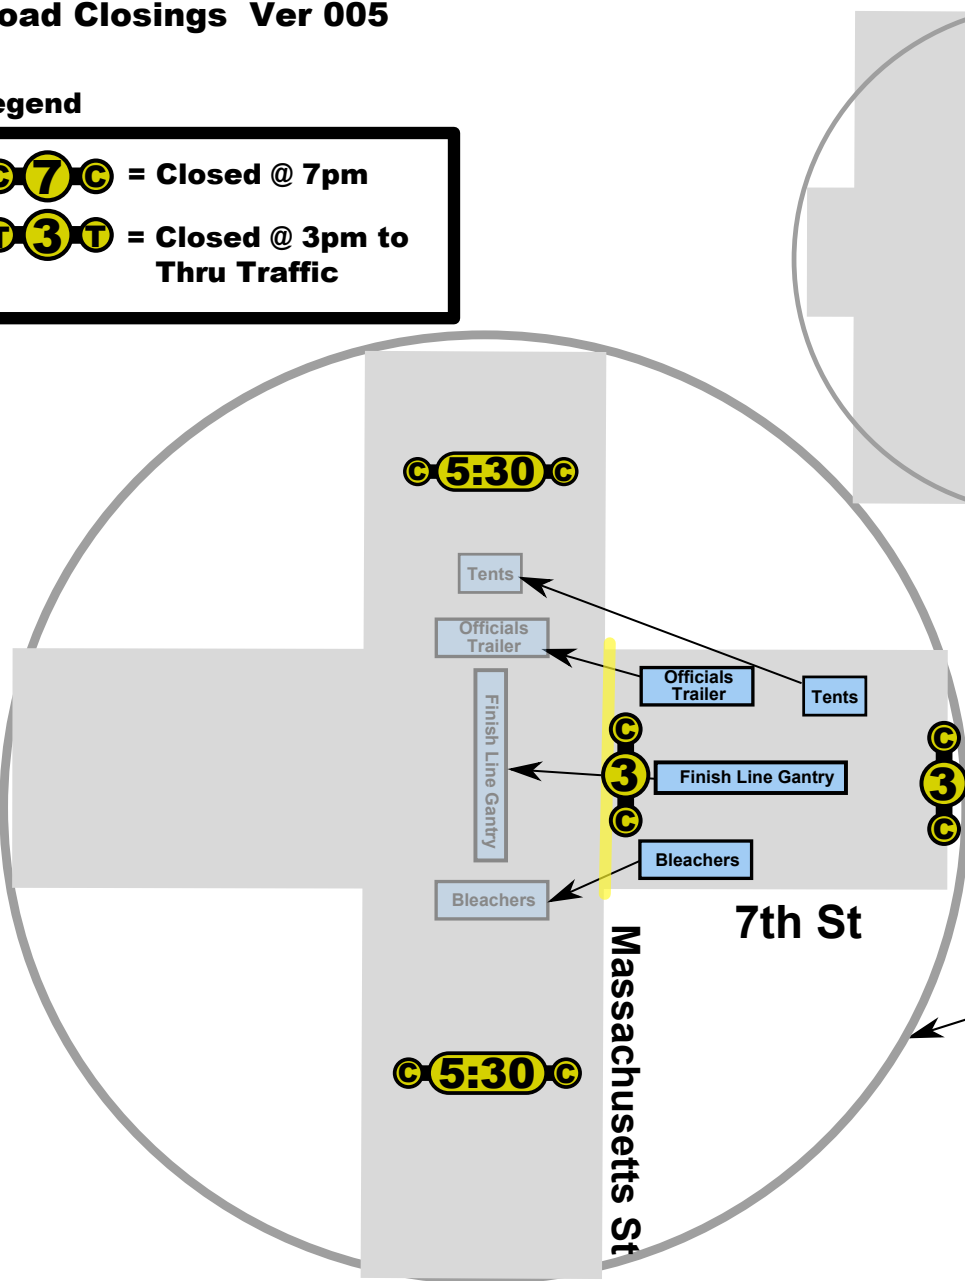 oad Closings Ver 005
egend
C 7 C = Closed @ 7pm
T 3 T = Closed @ 3pm to
Thru Traffic
C 5:30 C
Tents
Officials
Trailer
Finish Line Gantry
Bleachers
Officials
Trailer
Tents
C
3
C
Finish Line Gantry
C
3
C
Bleachers
7th St
Massachusetts St
C 5:30 C